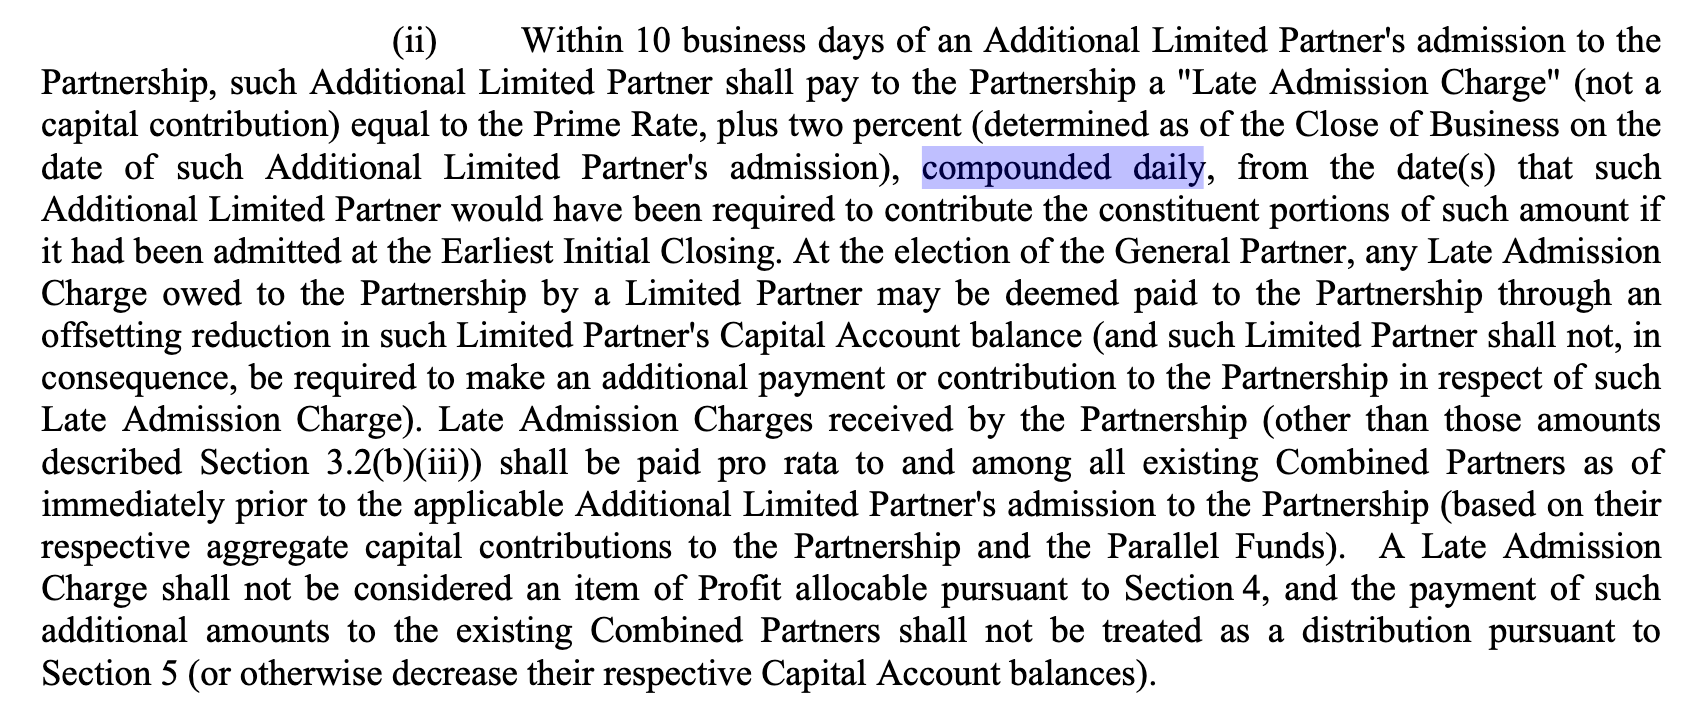 (ii) Within 10 business days of an Additional Limited Partner's admission to the
Partnership, such Additional Limited Partner shall pay to the Partnership a "Late Admission Charge" (not a
capital contribution) equal to the Prime Rate, plus two percent (determined as of the Close of Business on the
date of such Additional Limited Partner's admission), compounded daily, from the date(s) that such
Additional Limited Partner would have been required to contribute the constituent portions of such amount if
it had been admitted at the Earliest Initial Closing. At the election of the General Partner, any Late Admission
Charge owed to the Partnership by a Limited Partner may be deemed paid to the Partnership through an
offsetting reduction in such Limited Partner's Capital Account balance (and such Limited Partner shall not, in
consequence, be required to make an additional payment or contribution to the Partnership in respect of such
Late Admission Charge). Late Admission Charges received by the Partnership (other than those amounts
described Section 3.2(b)(iii)) shall be paid pro rata to and among all existing Combined Partners as of
immediately prior to the applicable Additional Limited Partner's admission to the Partnership (based on their
respective aggregate capital contributions to the Partnership and the Parallel Funds). A Late Admission
Charge shall not be considered an item of Profit allocable pursuant to Section 4, and the payment of such
additional amounts to the existing Combined Partners shall not be treated as a distribution pursuant to
Section 5 (or otherwise decrease their respective Capital Account balances).